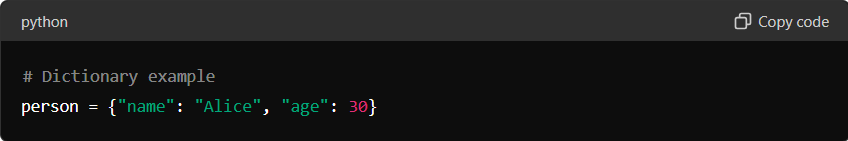 python
Copy code
# Dictionary example
person = {"name": "Alice", "age": 30}